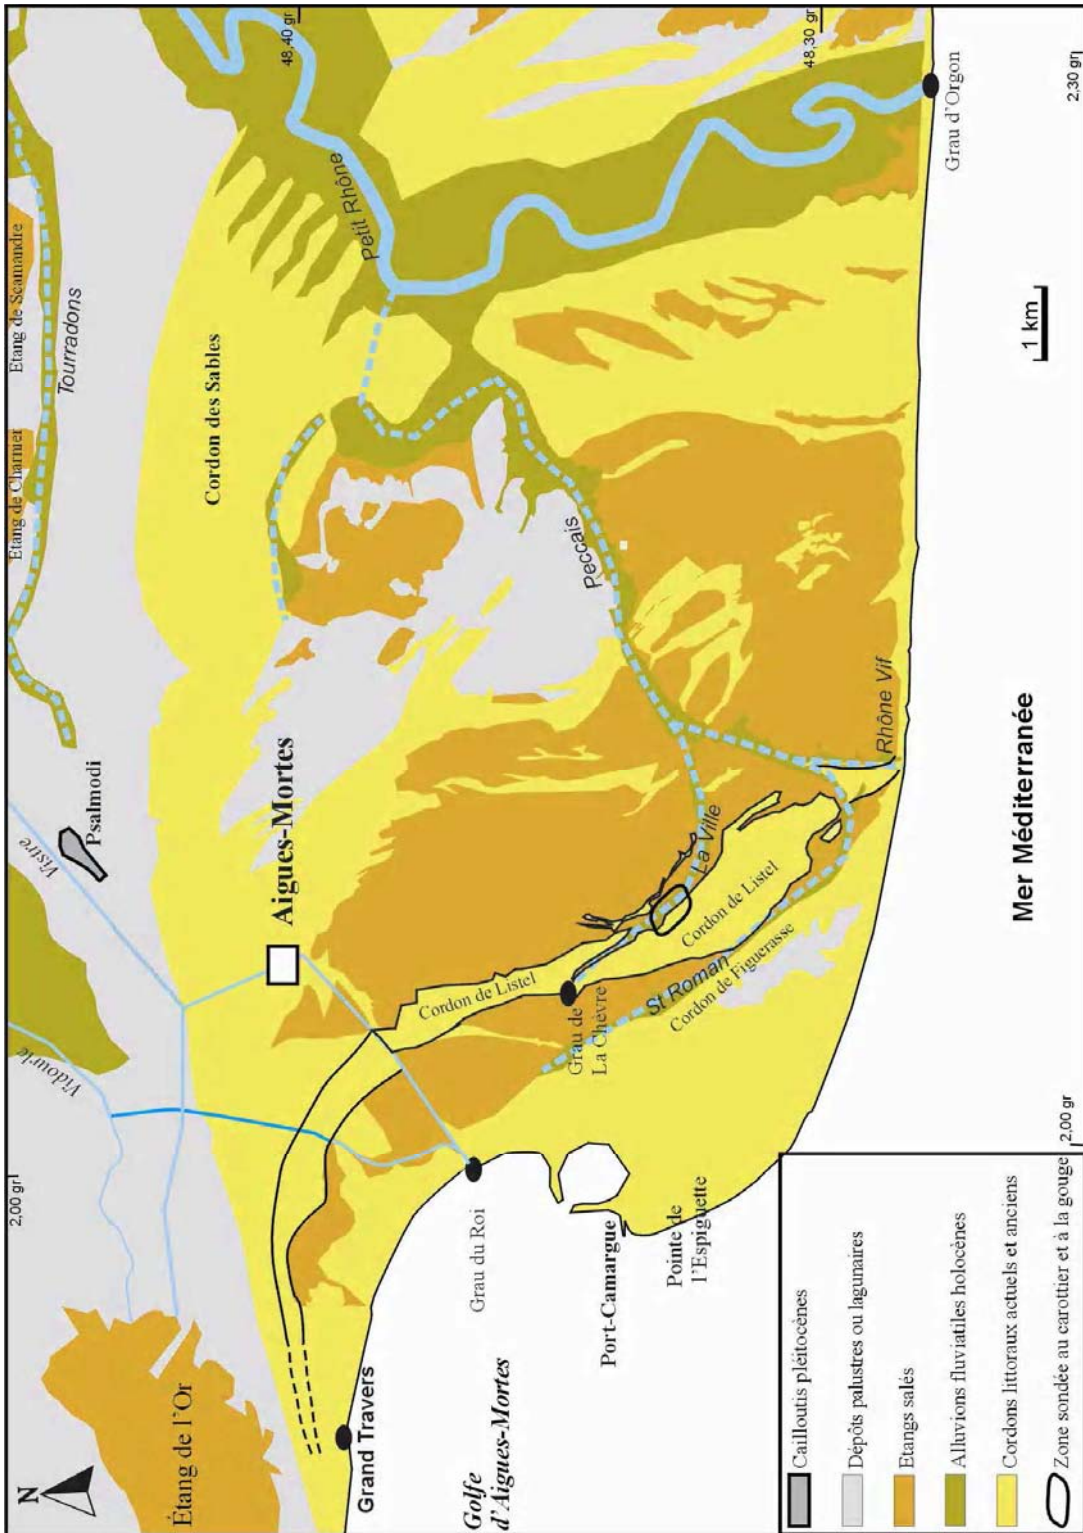 N
2,00 gr
48,40 gr
48,30 gr
2,30 gr
2,00 gr
Étang de l'Or
Vidourle
Vistre
Psalmodi
Etang de Charnier
Etang de Scamandre
Tourradons
Cordon des Sables
Petit Rhône
Aigues-Mortes
Grand Travers
Golfe
d'Aigues-Mortes
Grau du Roi
Port-Camargue
Pointe de
l'Espiguette
Cordon de Listel
Grau de
La Chèvre
St Roman
Cordon de Figuerasse
Cordon de Listel
La Ville
Peccais
Rhône Vif
Grau d'Orgon
Mer Méditerranée
1 km
Cailloutis pléitocènes
Dépôts palustres ou lagunaires
Etangs salés
Alluvions fluviatiles holocènes
Cordons littoraux actuels et anciens
Zone sondée au carottier et à la gouge